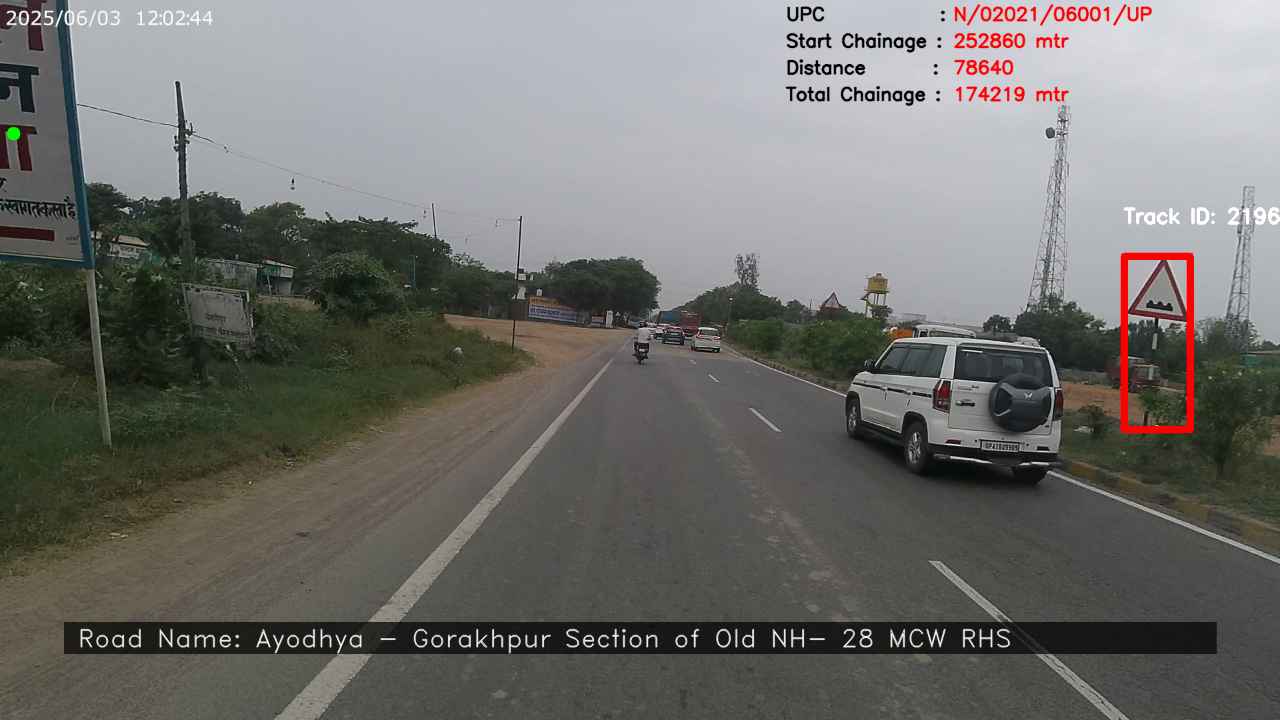 2025/06/03 12:02:44
UPC : N/02021/06001/UP
Start Chainage : 252860 mtr
Distance : 78640
Total Chainage : 174219 mtr
Track ID: 2196
Road Name: Ayodhya - Gorakhpur Section of Old NH- 28 MCW RHS